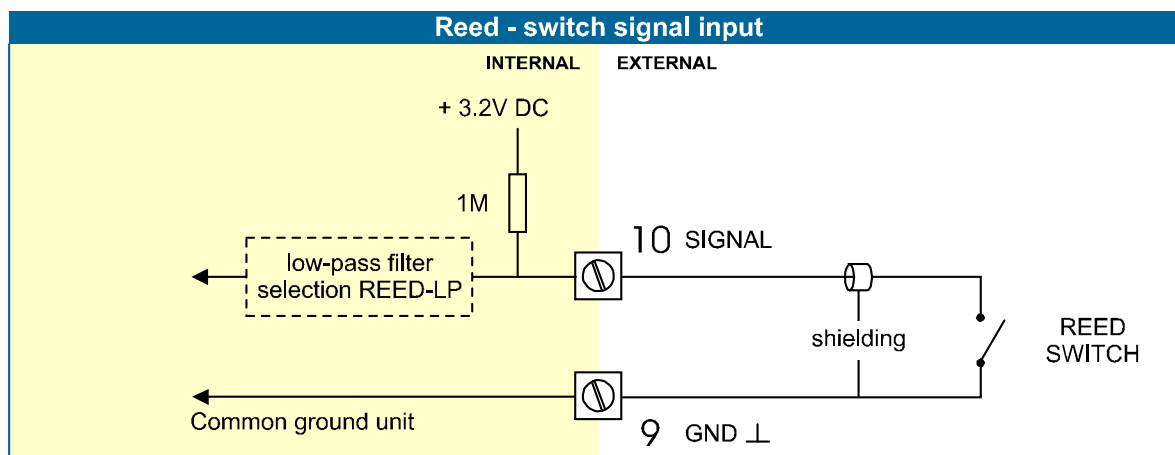 Reed - switch signal input
INTERNAL
EXTERNAL
+ 3.2V DC
1M
10 SIGNAL
low-pass filter
selection REED-LP
shielding
REED
SWITCH
Common ground unit
9 GND ⊥